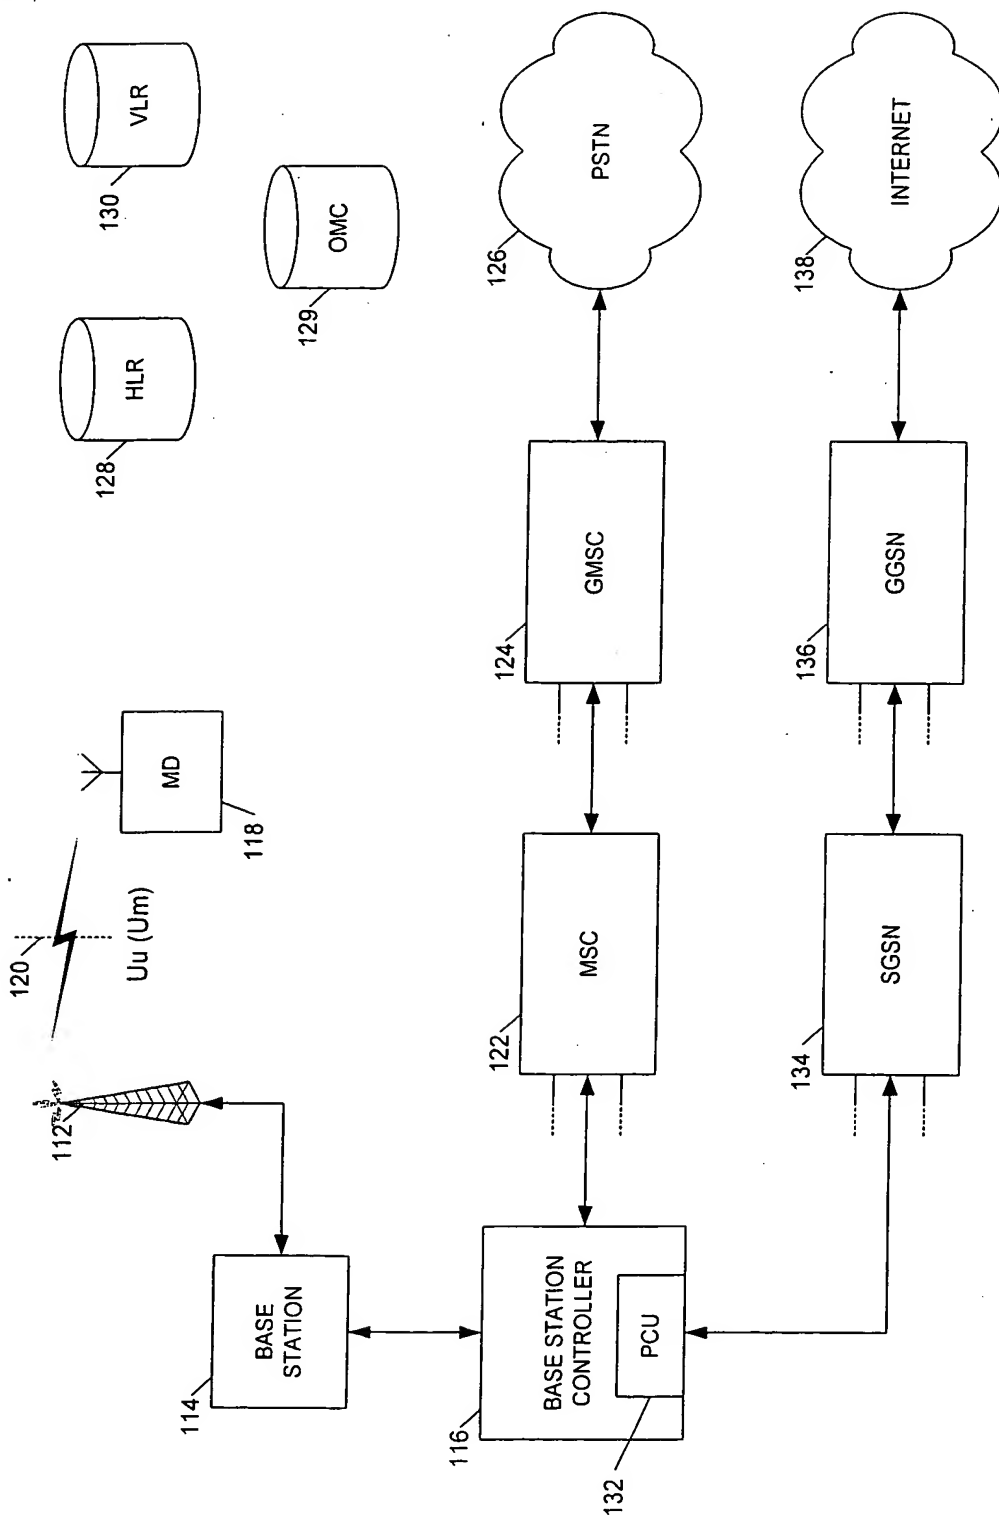 120
Uu (Um)
112
MD
118
HLR
128
VLR
130
OMC
129
BASE
STATION
114
BASE STATION
CONTROLLER
116
PCU
132
MSC
122
GMSC
124
PSTN
126
SGSN
134
GGSN
136
INTERNET
138